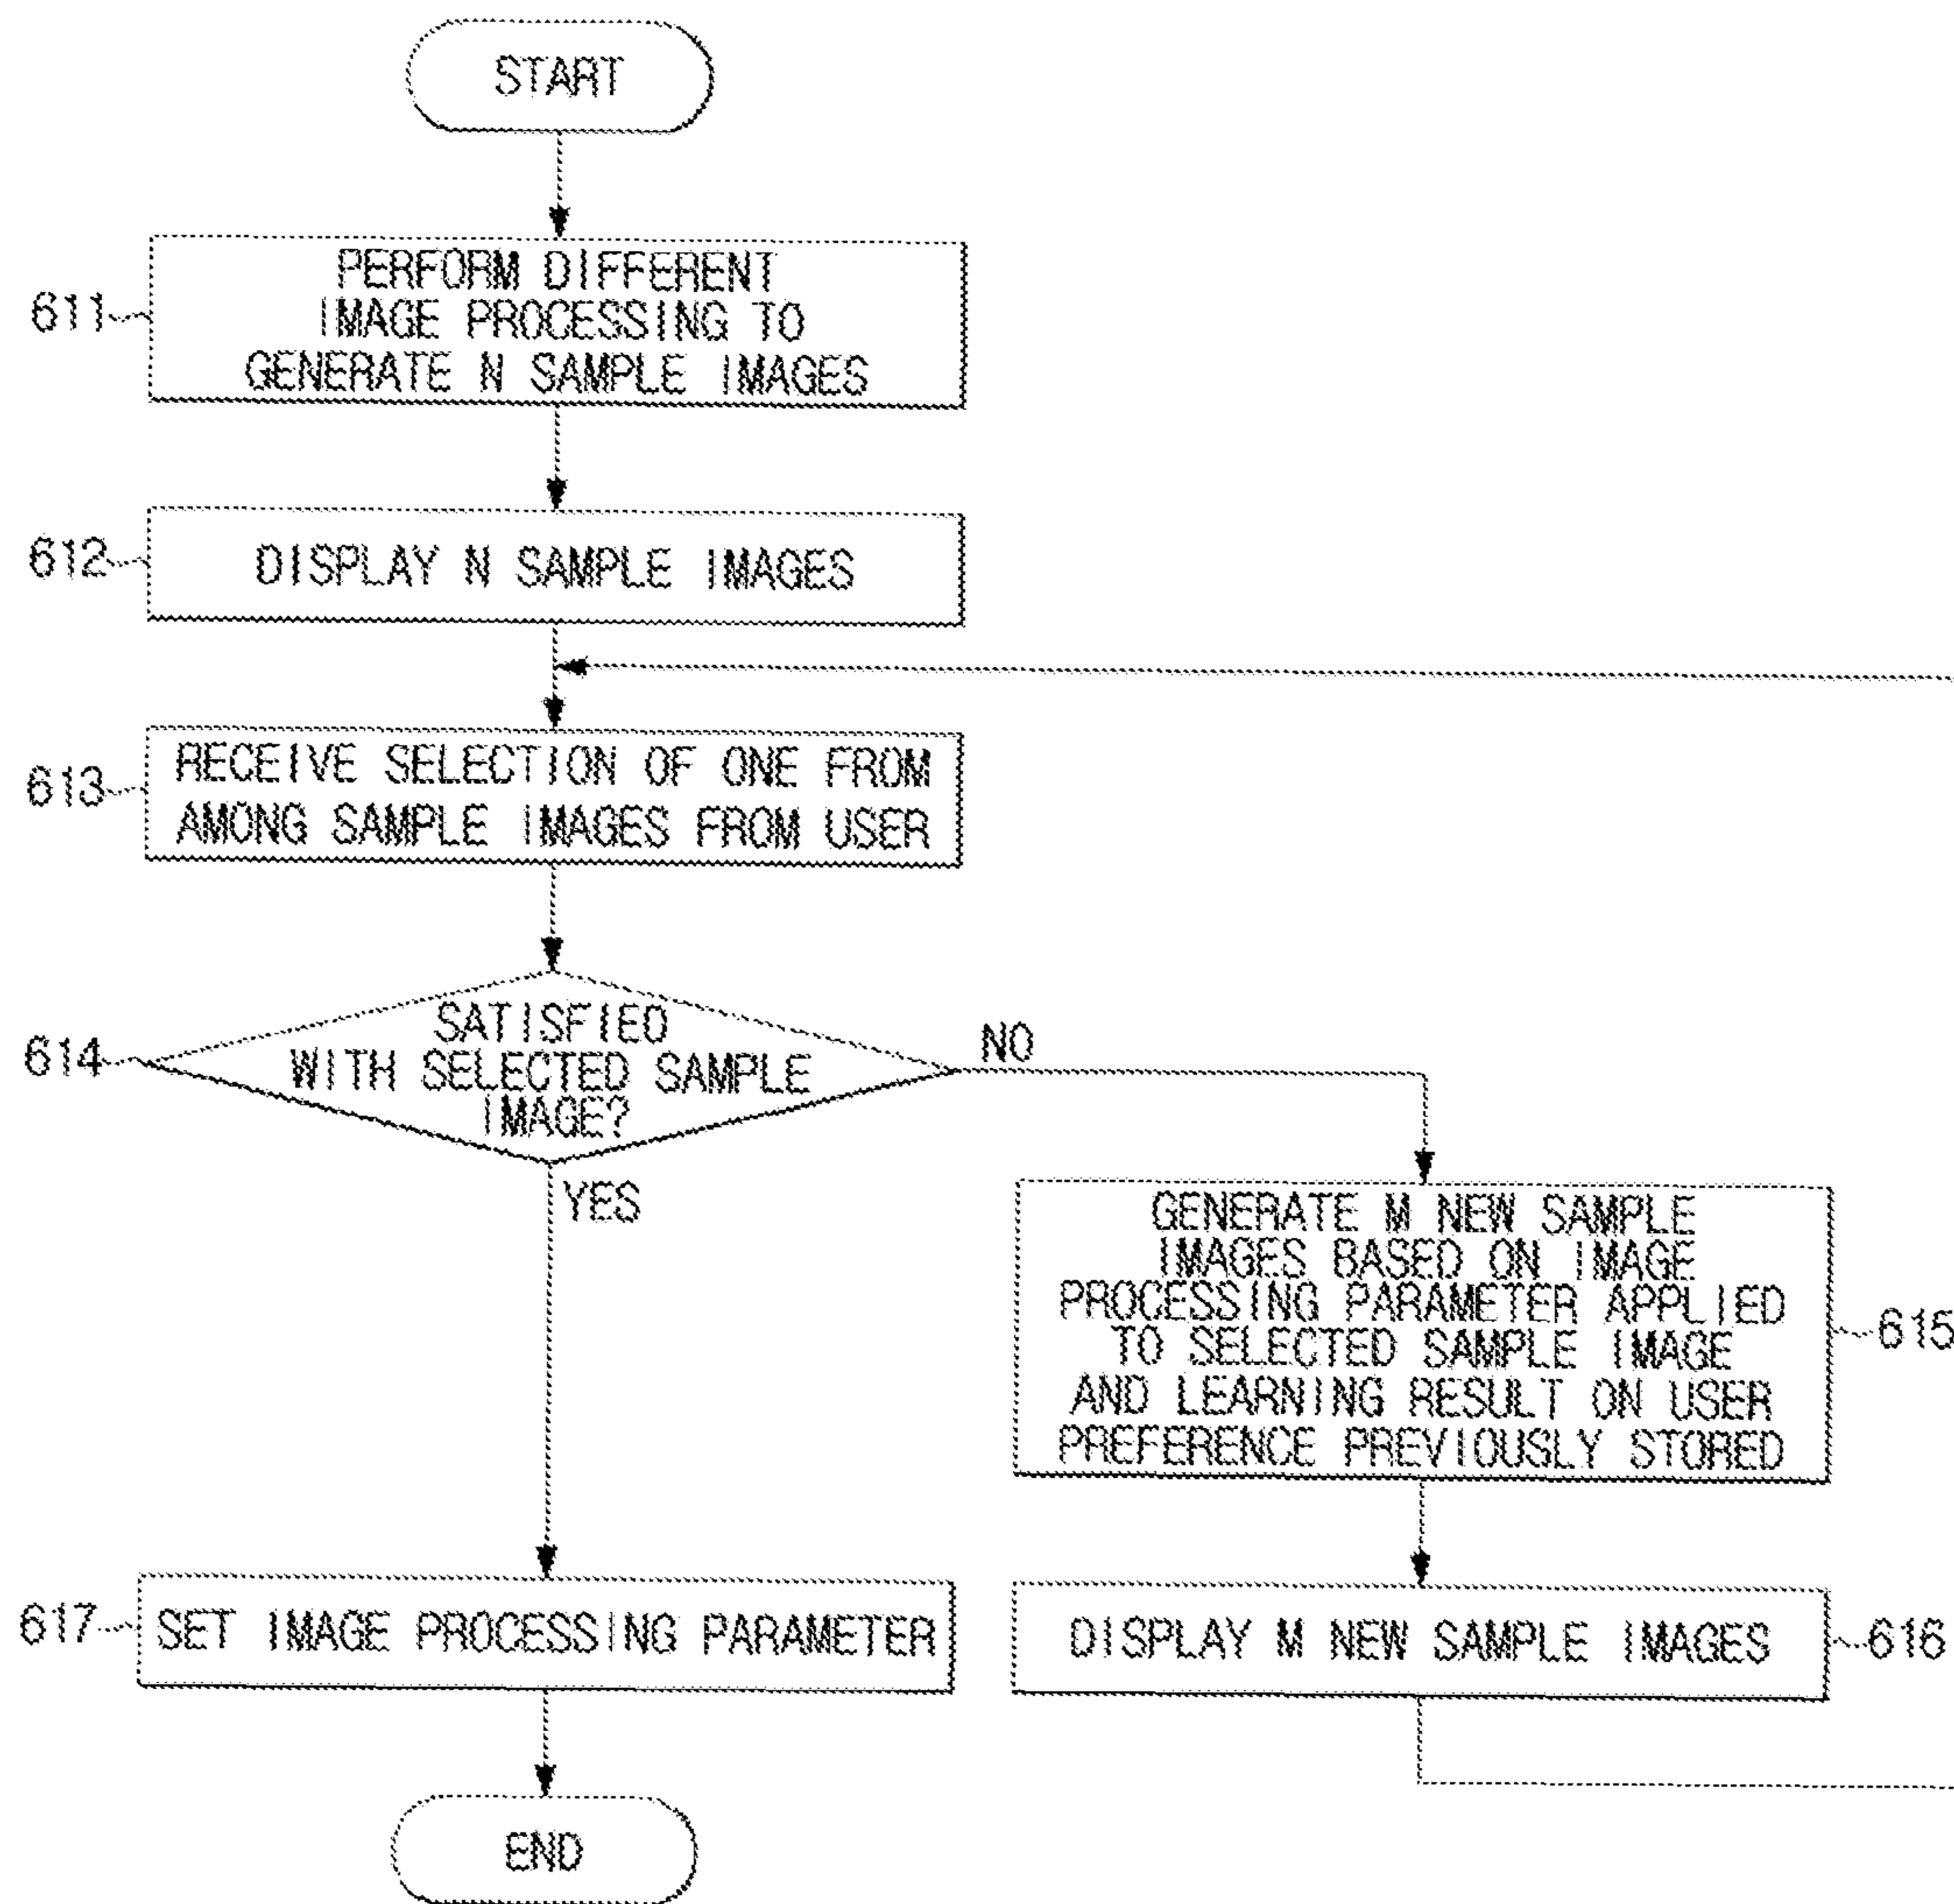 START
611
PERFORM DIFFERENT
IMAGE PROCESSING TO
GENERATE N SAMPLE IMAGES
612
DISPLAY N SAMPLE IMAGES
613
RECEIVE SELECTION OF ONE FROM
AMONG SAMPLE IMAGES FROM USER
614
SATISFIED
WITH SELECTED SAMPLE
IMAGE?
NO
YES
GENERATE M NEW SAMPLE
IMAGES BASED ON IMAGE
PROCESSING PARAMETER APPLIED
TO SELECTED SAMPLE IMAGE
AND LEARNING RESULT ON USER
PREFERENCE PREVIOUSLY STORED
615
617
SET IMAGE PROCESSING PARAMETER
DISPLAY M NEW SAMPLE IMAGES
616
END